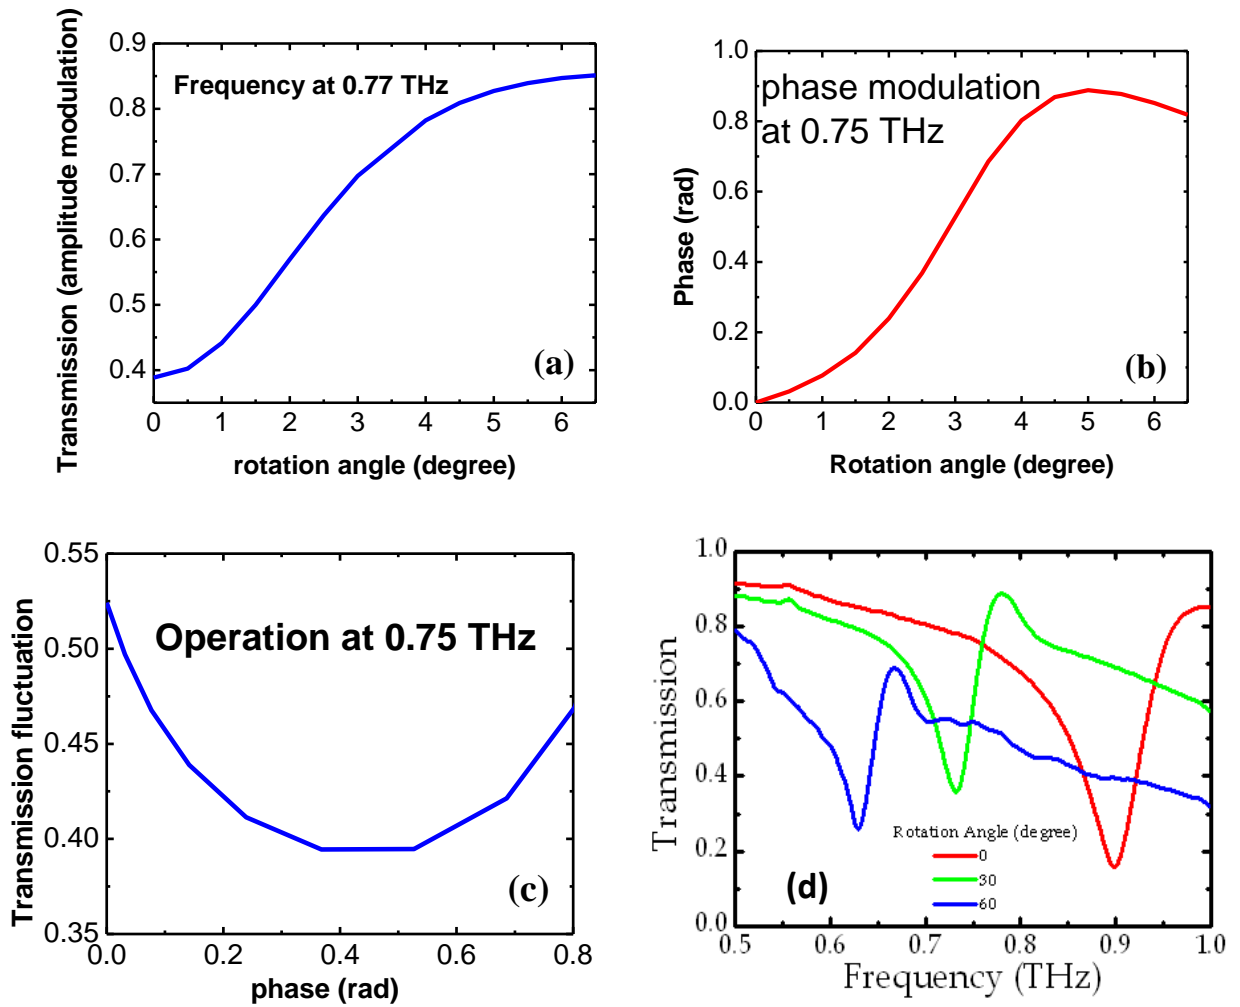 Transmission (amplitude modulation)
0.9
0.8
0.7
0.6
0.5
0.4
Frequency at 0.77 THz
(a)
0 1 2 3 4 5 6
rotation angle (degree)
Phase (rad)
1.0
0.8
0.6
0.4
0.2
0.0
phase modulation
at 0.75 THz
(b)
0 1 2 3 4 5 6
Rotation angle (degree)
Transmission fluctuation
0.55
0.50
0.45
0.40
0.35
Operation at 0.75 THz
(c)
0.0 0.2 0.4 0.6 0.8
phase (rad)
Transmission
1.0
0.8
0.6
0.4
0.2
0.0
Rotation Angle (degree)
0
30
60
(d)
0.5 0.6 0.7 0.8 0.9 1.0
Frequency (THz)